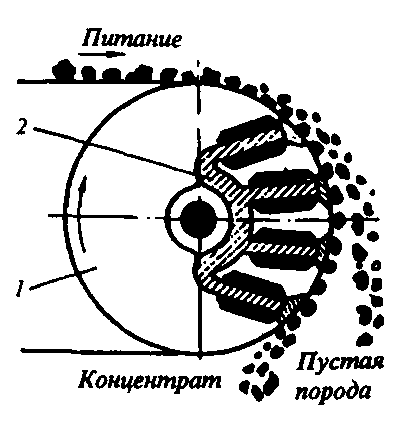 Питание
2
1
Концентрат
Пустая
порода